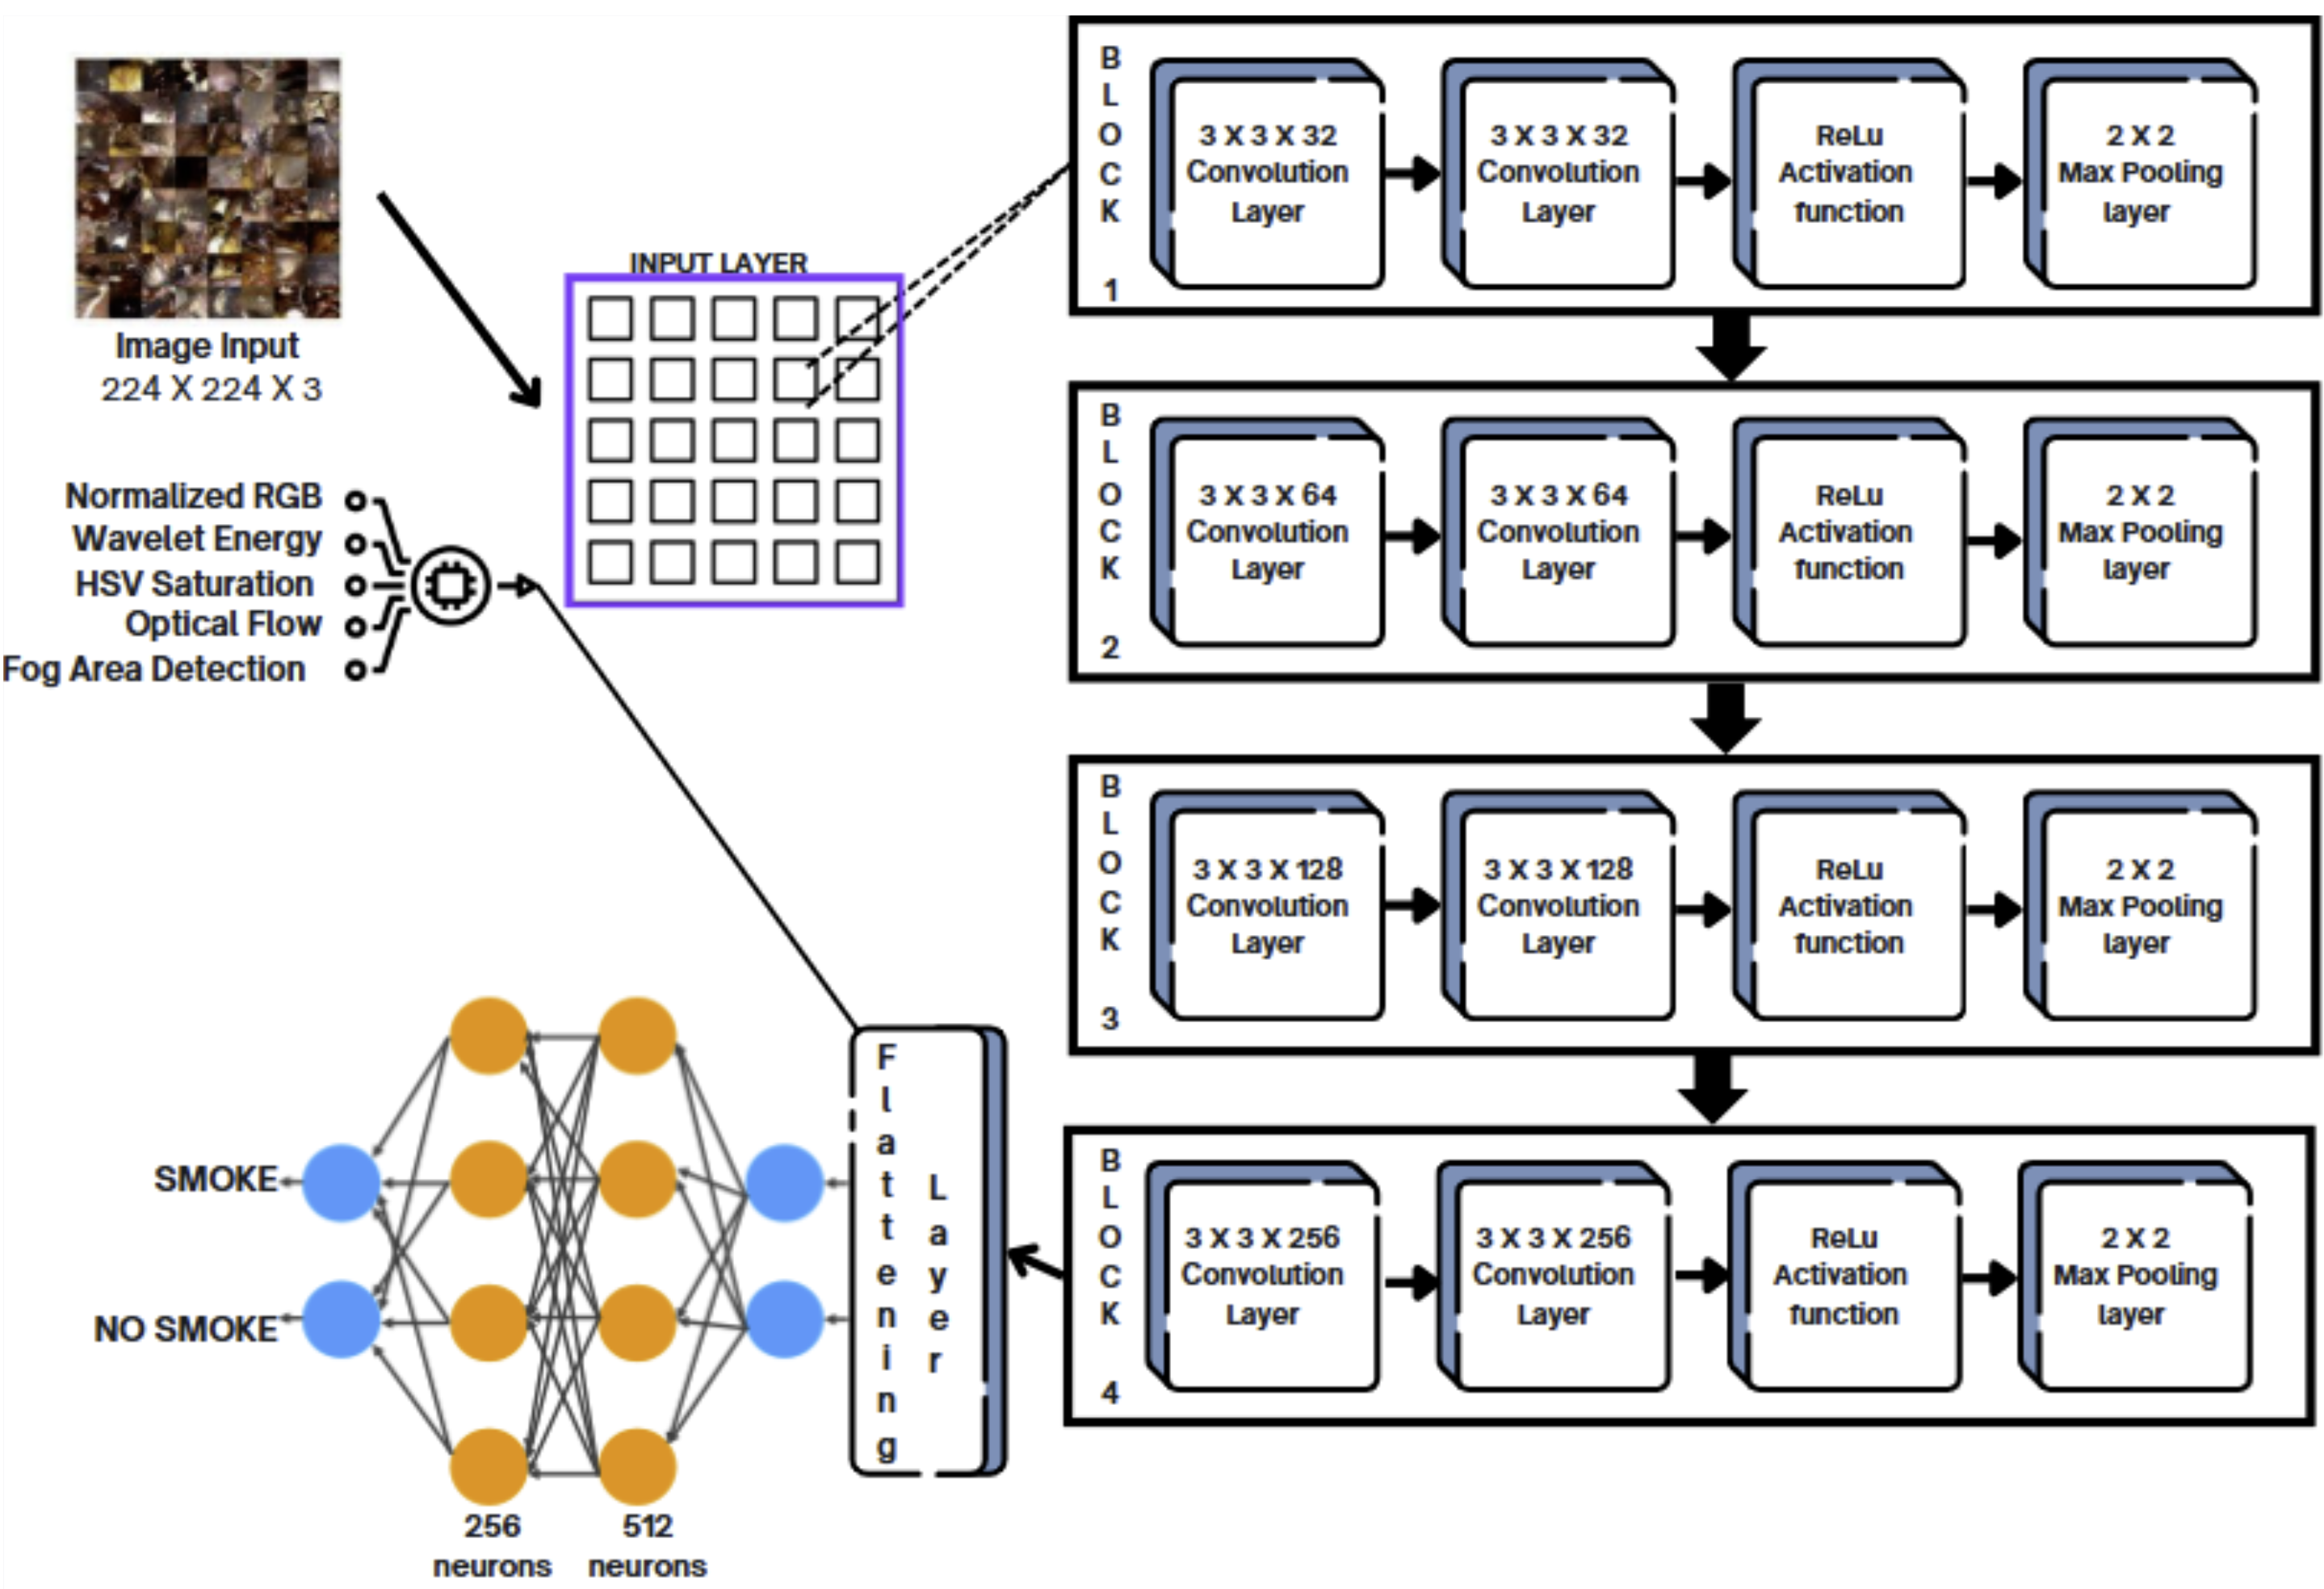 Image Input
224 X 224 X 3
Normalized RGB
Wavelet Energy
HSV Saturation
Optical Flow
Fog Area Detection
INPUT LAYER
BLOCK 1
3 X 3 X 32
Convolution
Layer
3 X 3 X 32
Convolution
Layer
ReLu
Activation
function
2 X 2
Max Pooling
layer
BLOCK 2
3 X 3 X 64
Convolution
Layer
3 X 3 X 64
Convolution
Layer
ReLu
Activation
function
2 X 2
Max Pooling
layer
BLOCK 3
3 X 3 X 128
Convolution
Layer
3 X 3 X 128
Convolution
Layer
ReLu
Activation
function
2 X 2
Max Pooling
layer
BLOCK 4
3 X 3 X 256
Convolution
Layer
3 X 3 X 256
Convolution
Layer
ReLu
Activation
function
2 X 2
Max Pooling
layer
Flattening
Layer
512
neurons
256
neurons
SMOKE
NO SMOKE